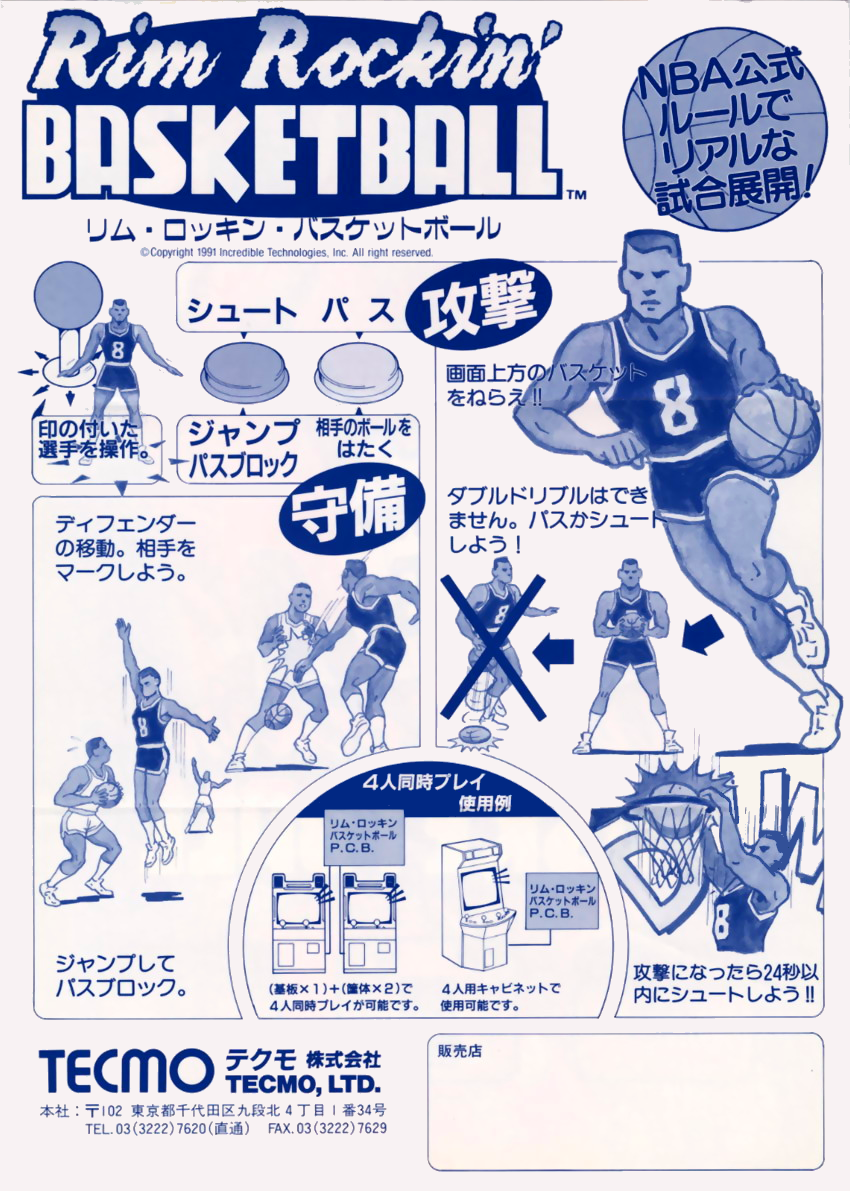 Rim Rockin'
BASKETBALL™
リム・ロッキン・バスケットボール
©Copyright 1991 Incredible Technologies, Inc. All right reserved.
NBA公式
ルールで
リアルな
試合展開!
シュート パス
攻撃
8
印の付いた
選手を操作。
ジャンプ
パスブロック
相手のボールを
はたく
画面上方のバスケット
をねらえ!!
8
守備
ディフェンダー
の移動。相手を
マークしよう。
ダブルドリブルはでき
ません。パスかシュート
しよう!
8
8
4人同時プレイ
使用例
リム・ロッキン
バスケットボール
P.C.B.
リム・ロッキン
バスケットボール
P.C.B.
(基板×1)+(筐体×2)で
4人同時プレイが可能です。
4人用キャビネットで
使用可能です。
8
ジャンプして
パスブロック。
攻撃になったら24秒以
内にシュートしよう!!
TECMO テクモ 株式会社
TECMO, LTD.
本社:〒102 東京都千代田区九段北4丁目1番34号
TEL. 03(3222)7620(直通) FAX. 03(3222)7629
販売店